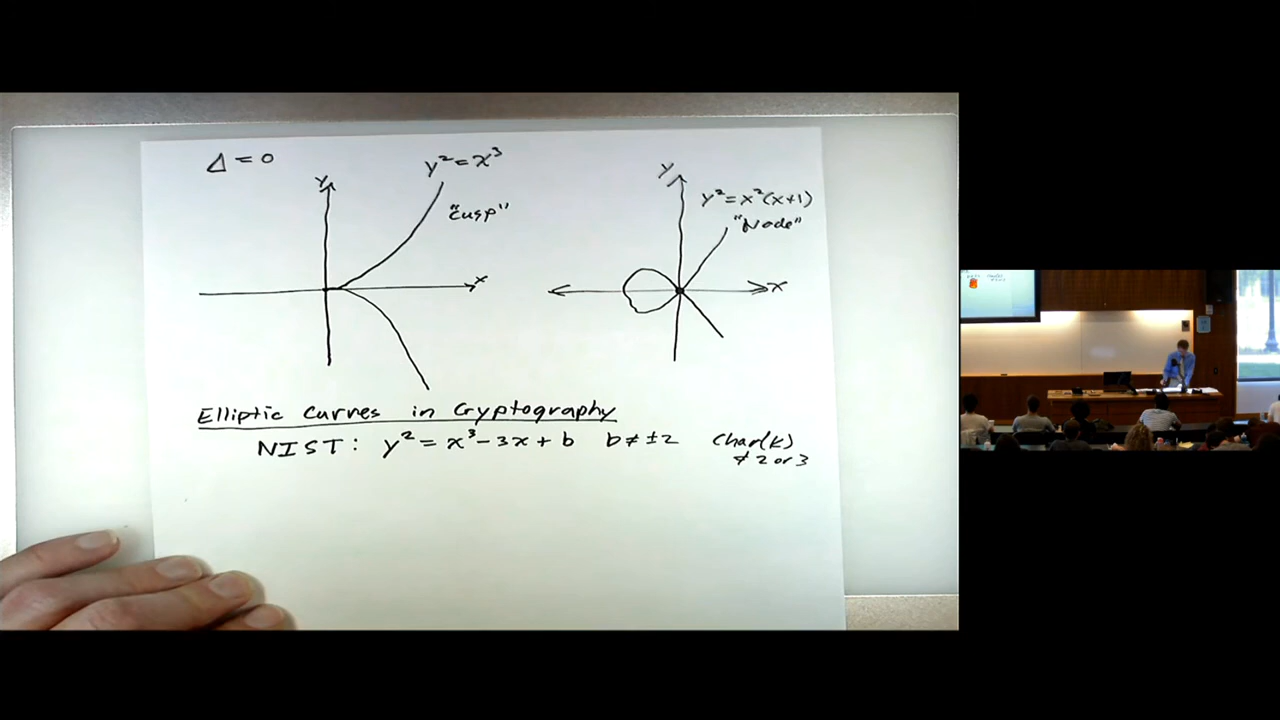 Δ = 0
y
y² = x³
"Cusp"
x
y
y² = x²(x+1)
"Node"
x
Elliptic Curves in Cryptography
NIST: y² = x³ - 3x + b b ≠ ±2 Char(K)
≠ 2 or 3